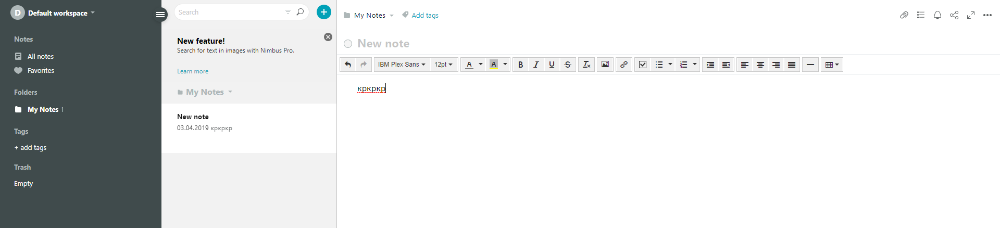 D Default workspace
Notes
All notes
Favorites
Folders
My Notes 1
Tags
+ add tags
Trash
Empty
Search
New feature!
Search for text in images with Nimbus Pro.
Learn more
My Notes
New note
03.04.2019 кркркр
My Notes Add tags
New note
IBM Plex Sans 12pt A A B I U S Tx
кркркр